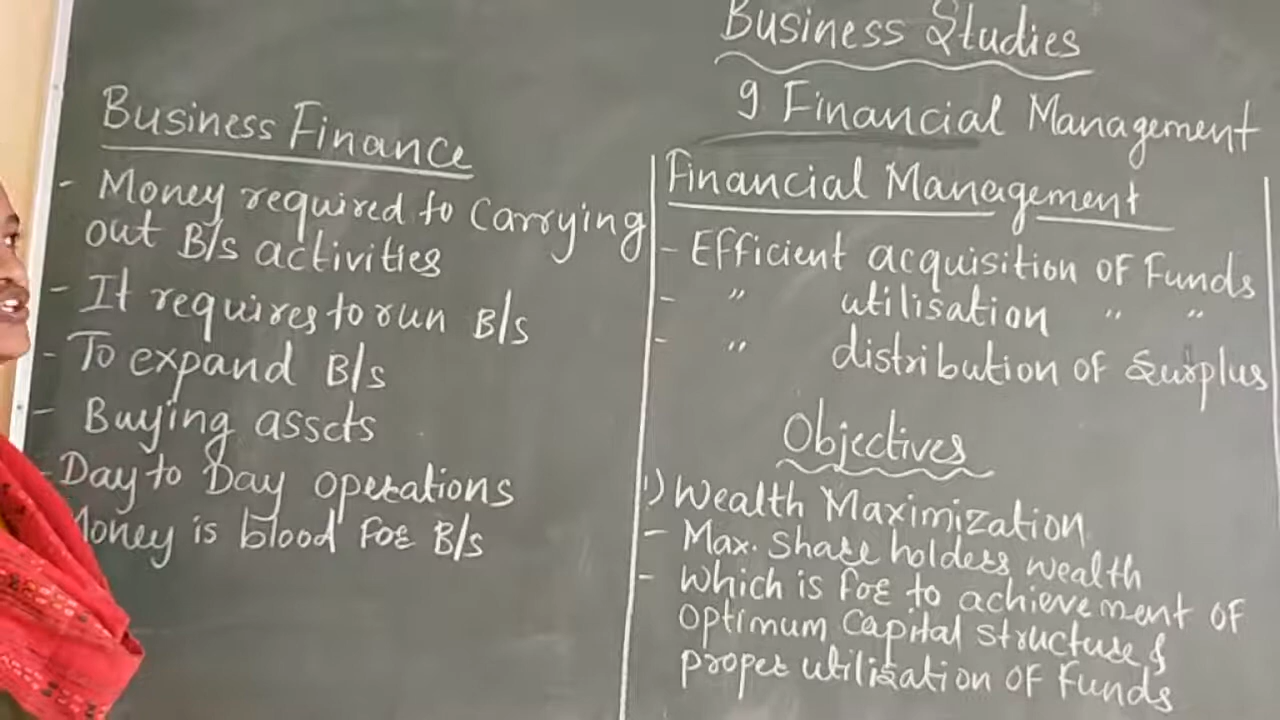 Business Studies
9 Financial Management
Business Finance
- Money required to Carrying
out B/s activities
- It requires to run B/s
- To expand B/s
- Buying assets
- Day to Day operations
Money is blood For B/s
Financial Management
- Efficient acquisition of Funds
- " utilisation " "
- " distribution of Surplus
Objectives
1) Wealth Maximization
- Max. Share holders wealth
- which is for to achievement of
optimum Capital structure &
proper utilization of Funds